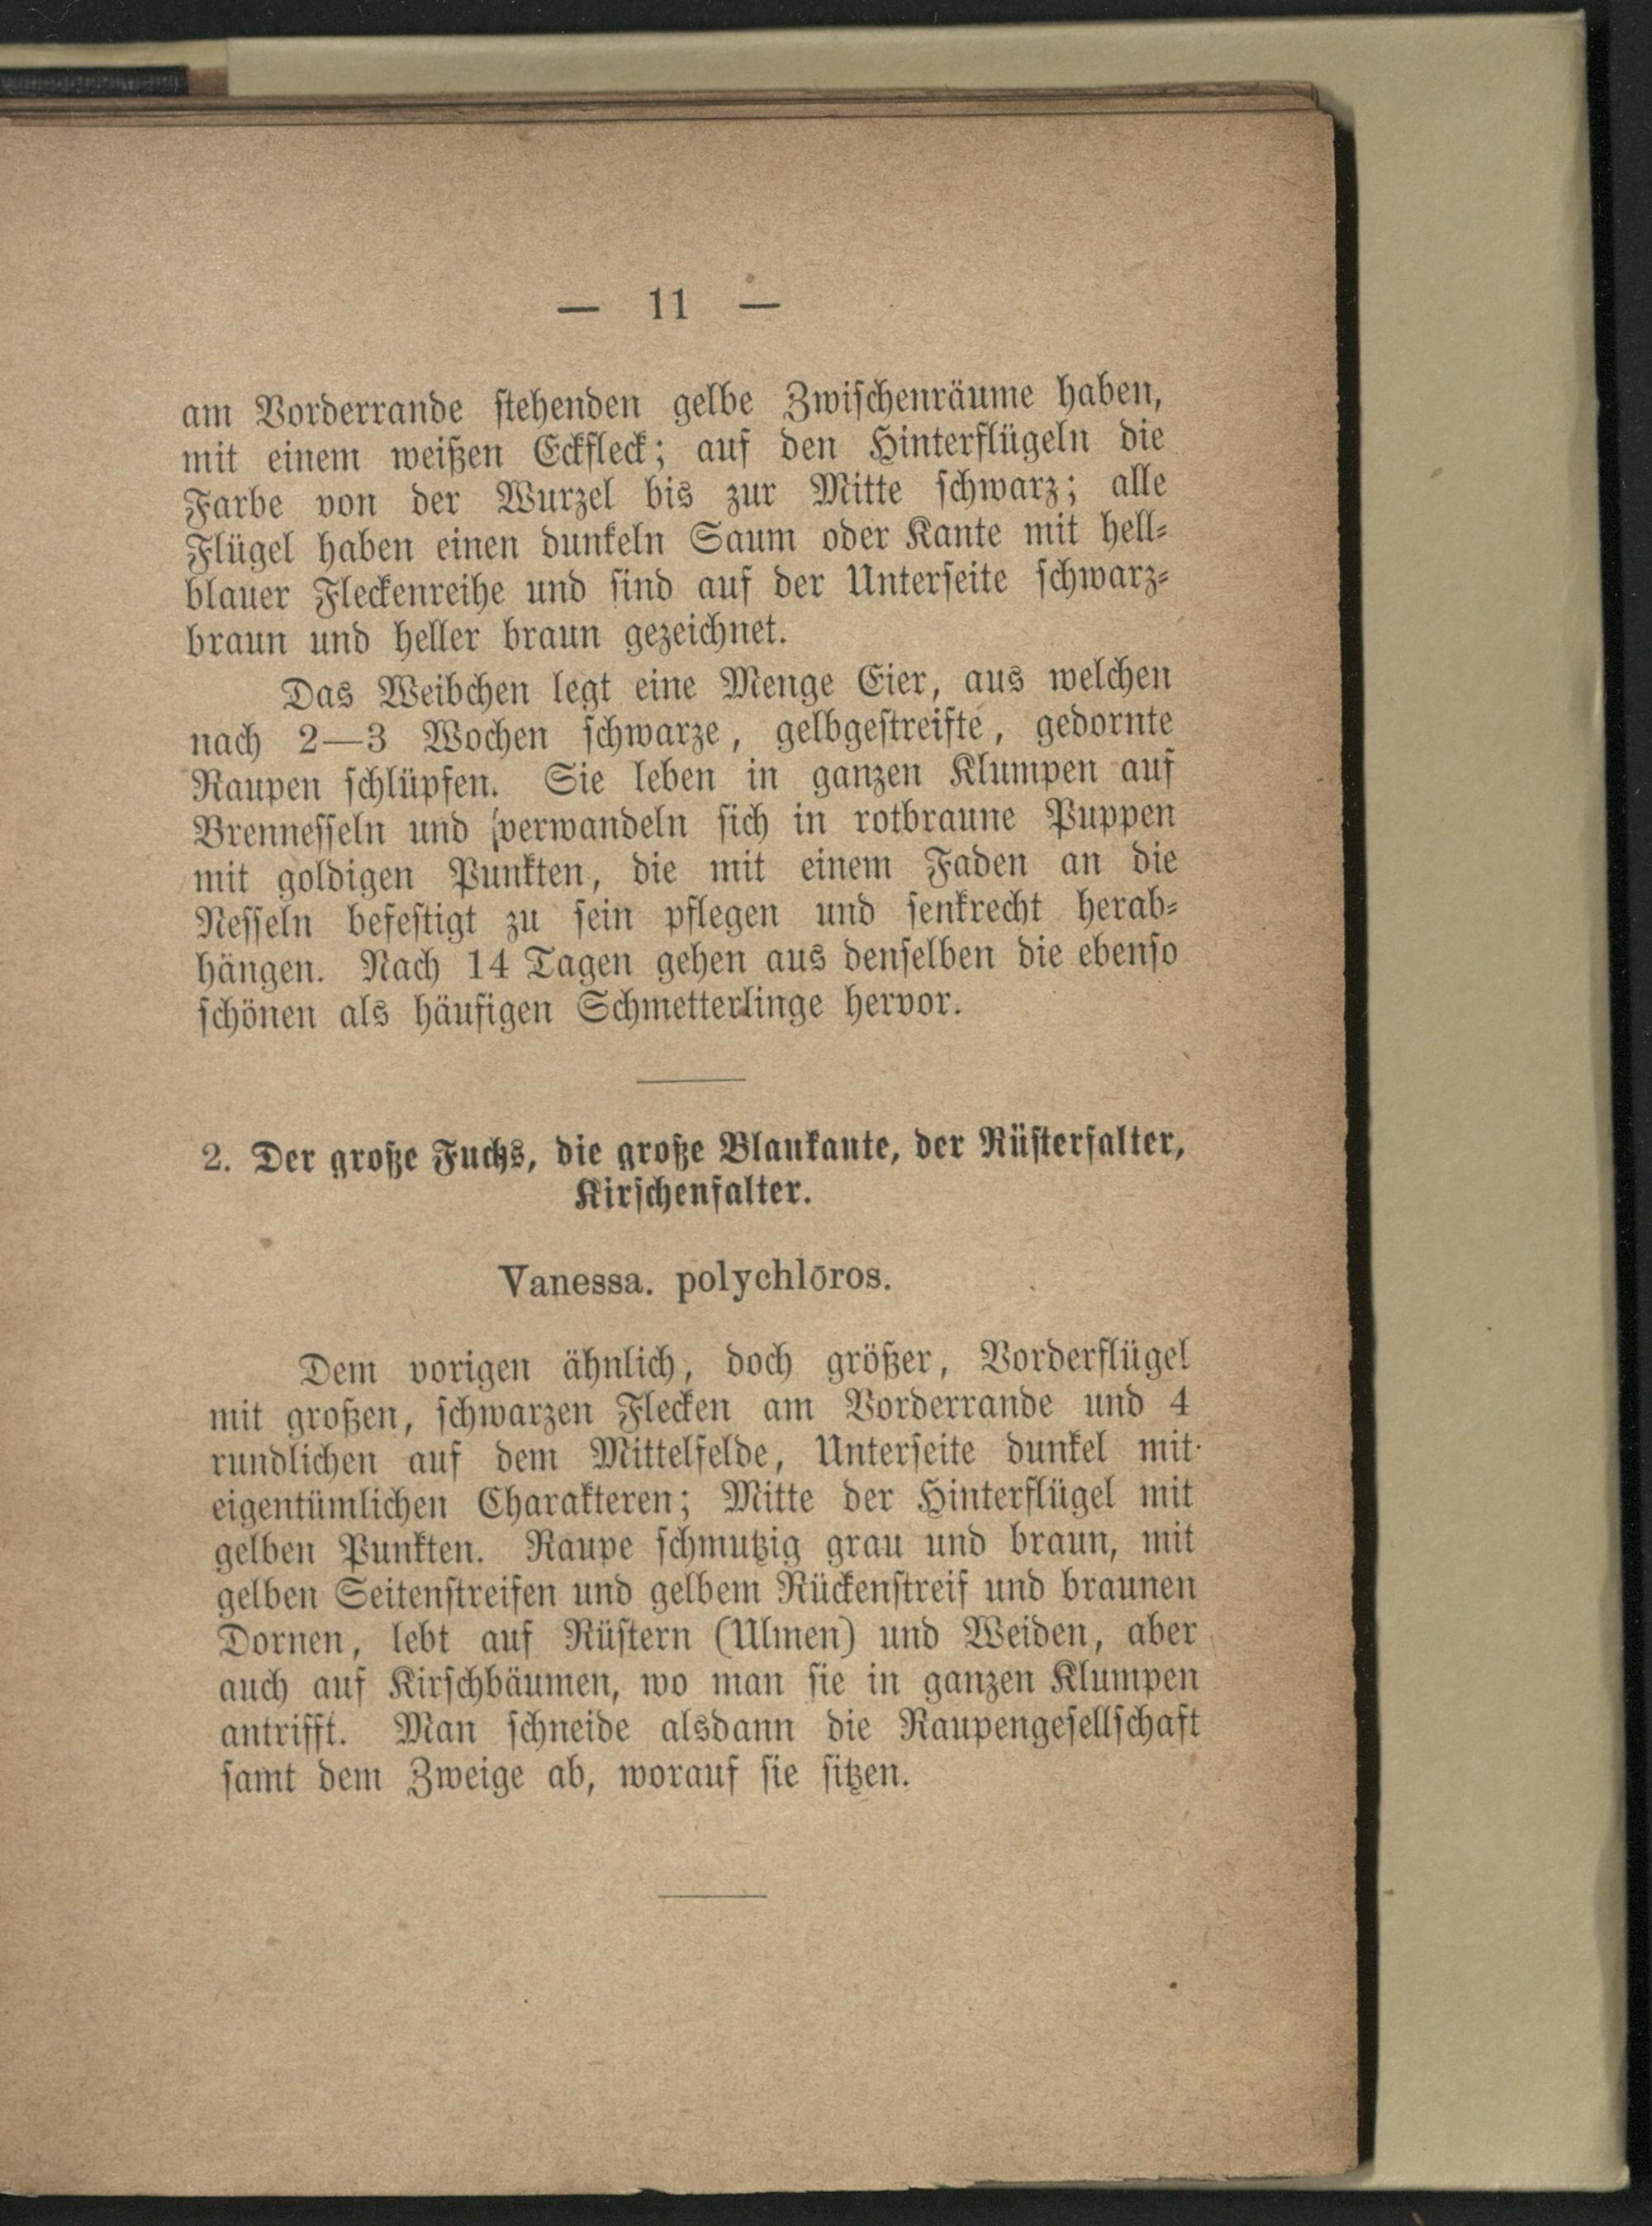 — 11 —
am Vorderrande stehenden gelbe Zwischenräume haben,
mit einem weißen Eckfleck; auf den Hinterflügeln die
Farbe von der Wurzel bis zur Mitte schwarz; alle
Flügel haben einen dunkeln Saum oder Kante mit hell-
blauer Fleckenreihe und sind auf der Unterseite schwarz-
braun und heller braun gezeichnet.
Das Weibchen legt eine Menge Eier, aus welchen
nach 2—3 Wochen schwarze, gelbgestreifte, gedornte
Raupen schlüpfen. Sie leben in ganzen Klumpen auf
Brennesseln und verwandeln sich in rotbraune Puppen
mit goldigen Punkten, die mit einem Faden an die
Nesseln befestigt zu sein pflegen und senkrecht herab-
hängen. Nach 14 Tagen gehen aus denselben die ebenso
schönen als häufigen Schmetterlinge hervor.
2. Der große Fuchs, die große Blaukante, der Rüsterfalter,
Kirschenfalter.
Vanessa. polychlōros.
Dem vorigen ähnlich, doch größer, Vorderflügel
mit großen, schwarzen Flecken am Vorderrande und 4
rundlichen auf dem Mittelfelde, Unterseite dunkel mit
eigentümlichen Charakteren; Mitte der Hinterflügel mit
gelben Punkten. Raupe schmutzig grau und braun, mit
gelben Seitenstreifen und gelbem Rückenstreif und braunen
Dornen, lebt auf Rüstern (Ulmen) und Weiden, aber
auch auf Kirschbäumen, wo man sie in ganzen Klumpen
antrifft. Man schneide alsdann die Raupengesellschaft
samt dem Zweige ab, worauf sie sitzen.